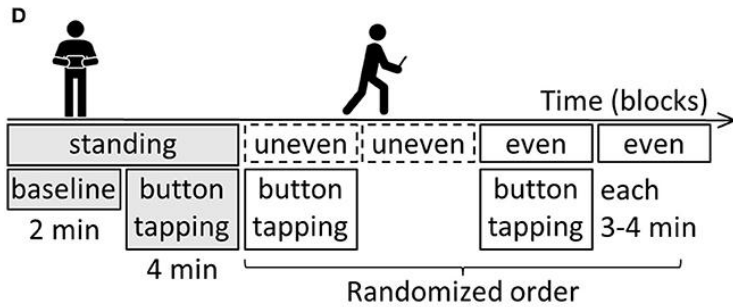 D
Time (blocks)
standing
uneven
uneven
even
even
baseline
button
tapping
button
tapping
button
tapping
each
3-4 min
2 min
4 min
Randomized order